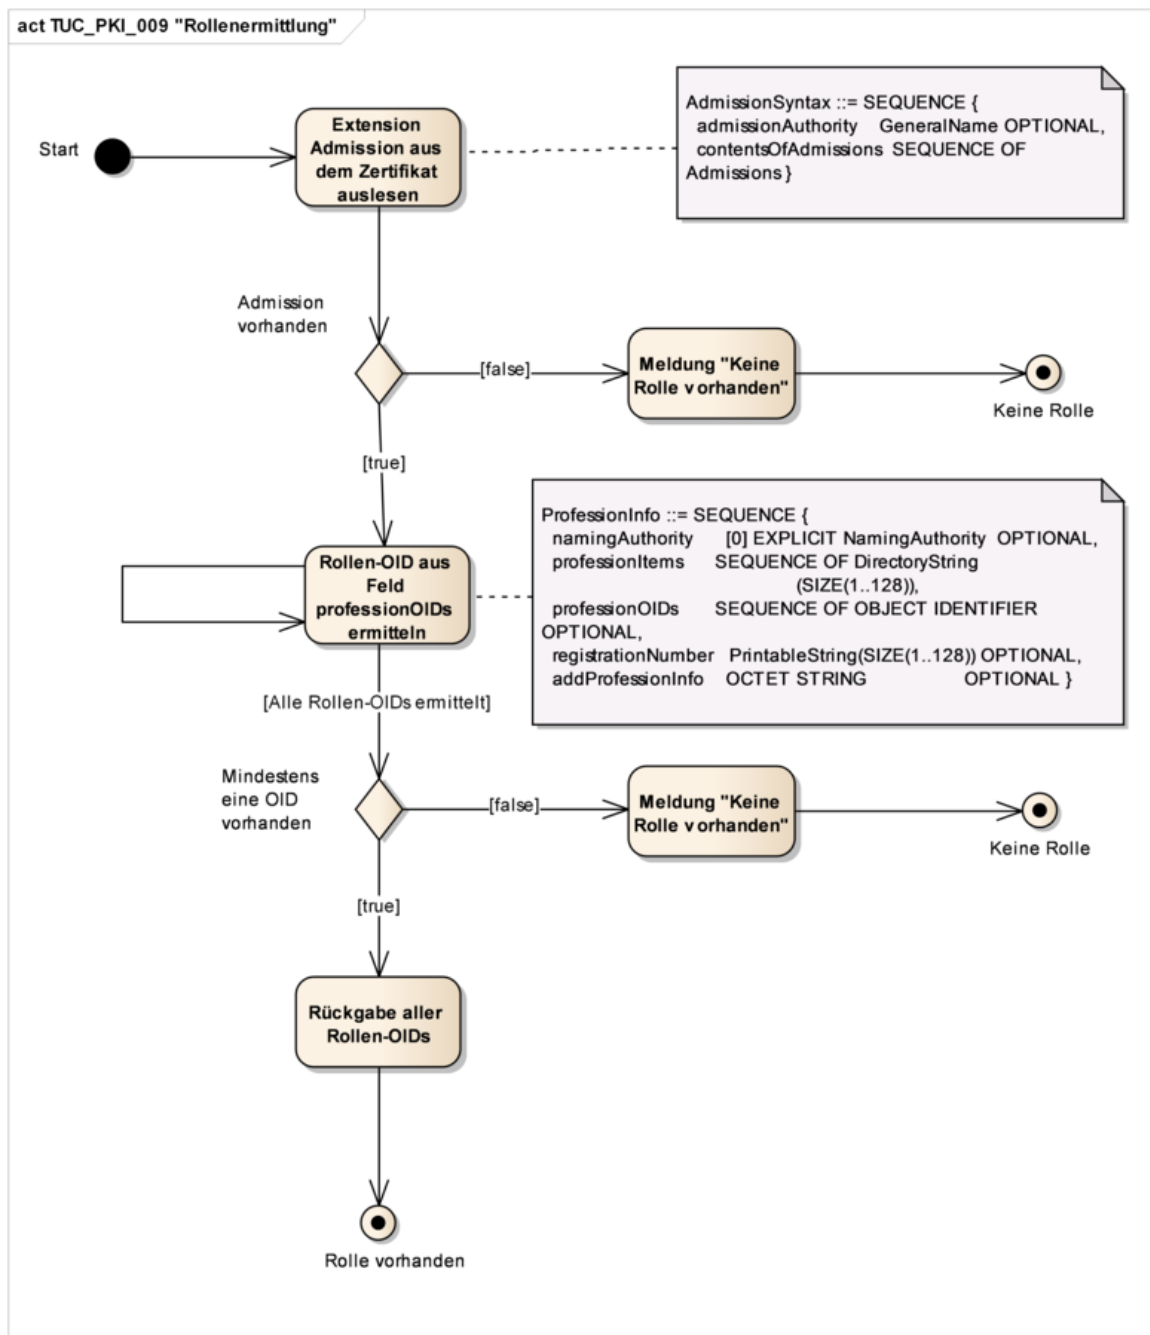 act TUC_PKI_009 "Rollenermittlung"
Start
Extension
Admission aus
dem Zertifikat
auslesen
AdmissionSyntax ::= SEQUENCE {
admissionAuthority GeneralName OPTIONAL,
contentsOfAdmissions SEQUENCE OF
Admissions }
Admission
vorhanden
[false]
Meldung "Keine
Rolle vorhanden"
Keine Rolle
[true]
Rollen-OID aus
Feld
professionOIDs
ermitteln
ProfessionInfo ::= SEQUENCE {
namingAuthority [0] EXPLICIT NamingAuthority OPTIONAL,
professionItems SEQUENCE OF DirectoryString
(SIZE(1..128)),
professionOIDs SEQUENCE OF OBJECT IDENTIFIER
OPTIONAL,
registrationNumber PrintableString(SIZE(1..128)) OPTIONAL,
addProfessionInfo OCTET STRING OPTIONAL }
[Alle Rollen-OIDs ermittelt]
Mindestens
eine OID
vorhanden
[false]
Meldung "Keine
Rolle vorhanden"
Keine Rolle
[true]
Rückgabe aller
Rollen-OIDs
Rolle vorhanden